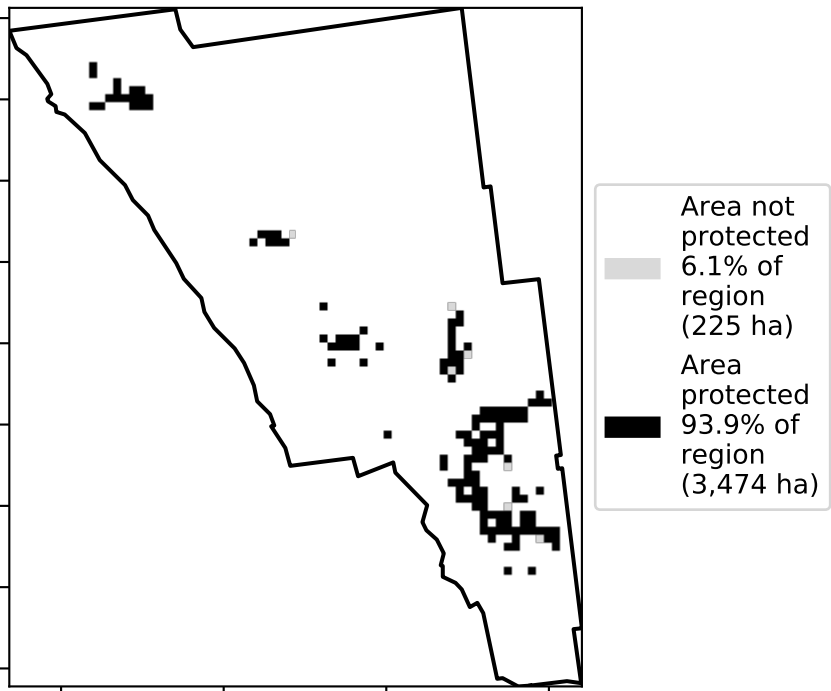 Area not
protected
6.1% of
region
(225 ha)
Area
protected
93.9% of
region
(3,474 ha)